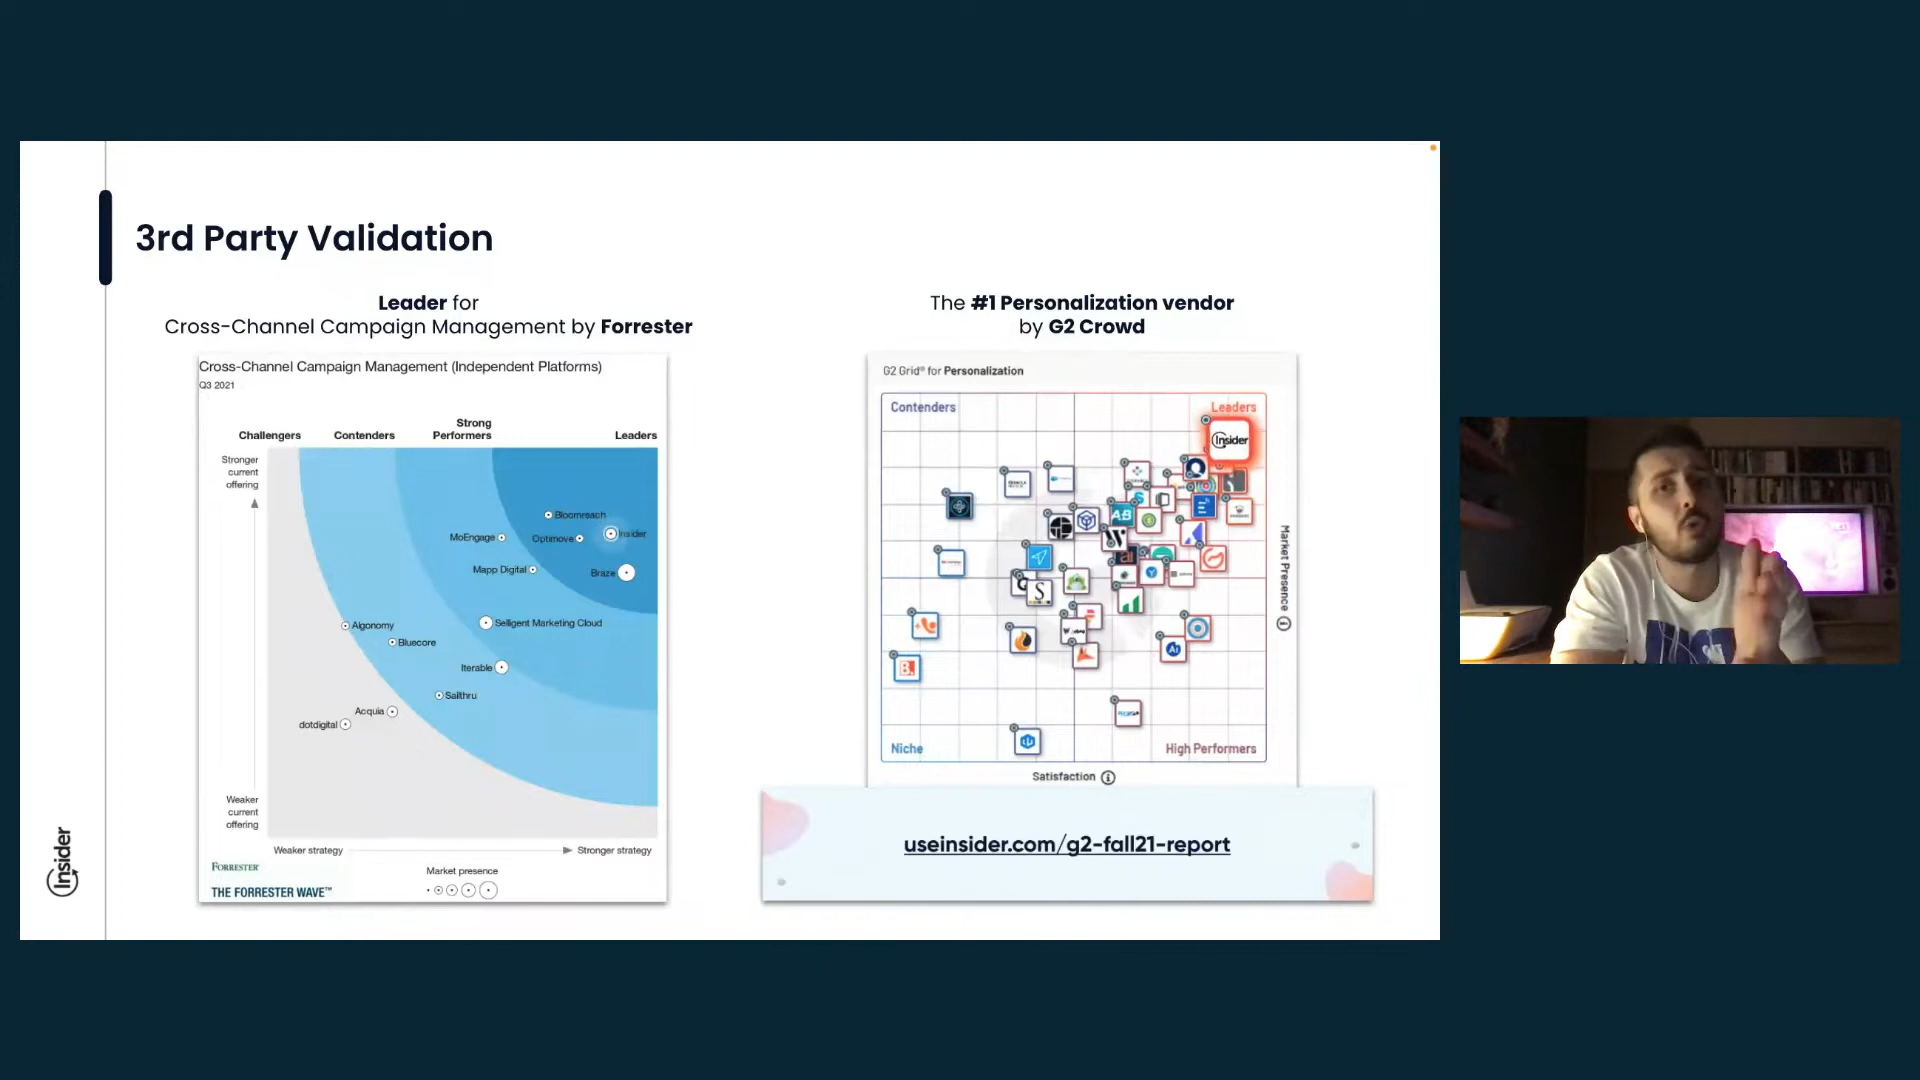 3rd Party Validation
Leader for
Cross-Channel Campaign Management by Forrester
Cross-Channel Campaign Management (Independent Platforms)
Q3 2021
Challengers
Contenders
Strong
Performers
Leaders
Stronger
current
offering
Bloomreach
Insider
MoEngage
Optimove
Mapp Digital
Braze
Algonomy
Selligent Marketing Cloud
Bluecore
Iterable
Sailthru
Acquia
dotdigital
Weaker
current
offering
Weaker strategy
Stronger strategy
Market presence
FORRESTER
THE FORRESTER WAVE™
The #1 Personalization vendor
by G2 Crowd
G2 Grid® for Personalization
Contenders
Leaders
Insider
AB
S
Market Presence
Niche
High Performers
Satisfaction
useinsider.com/g2-fall21-report
Insider